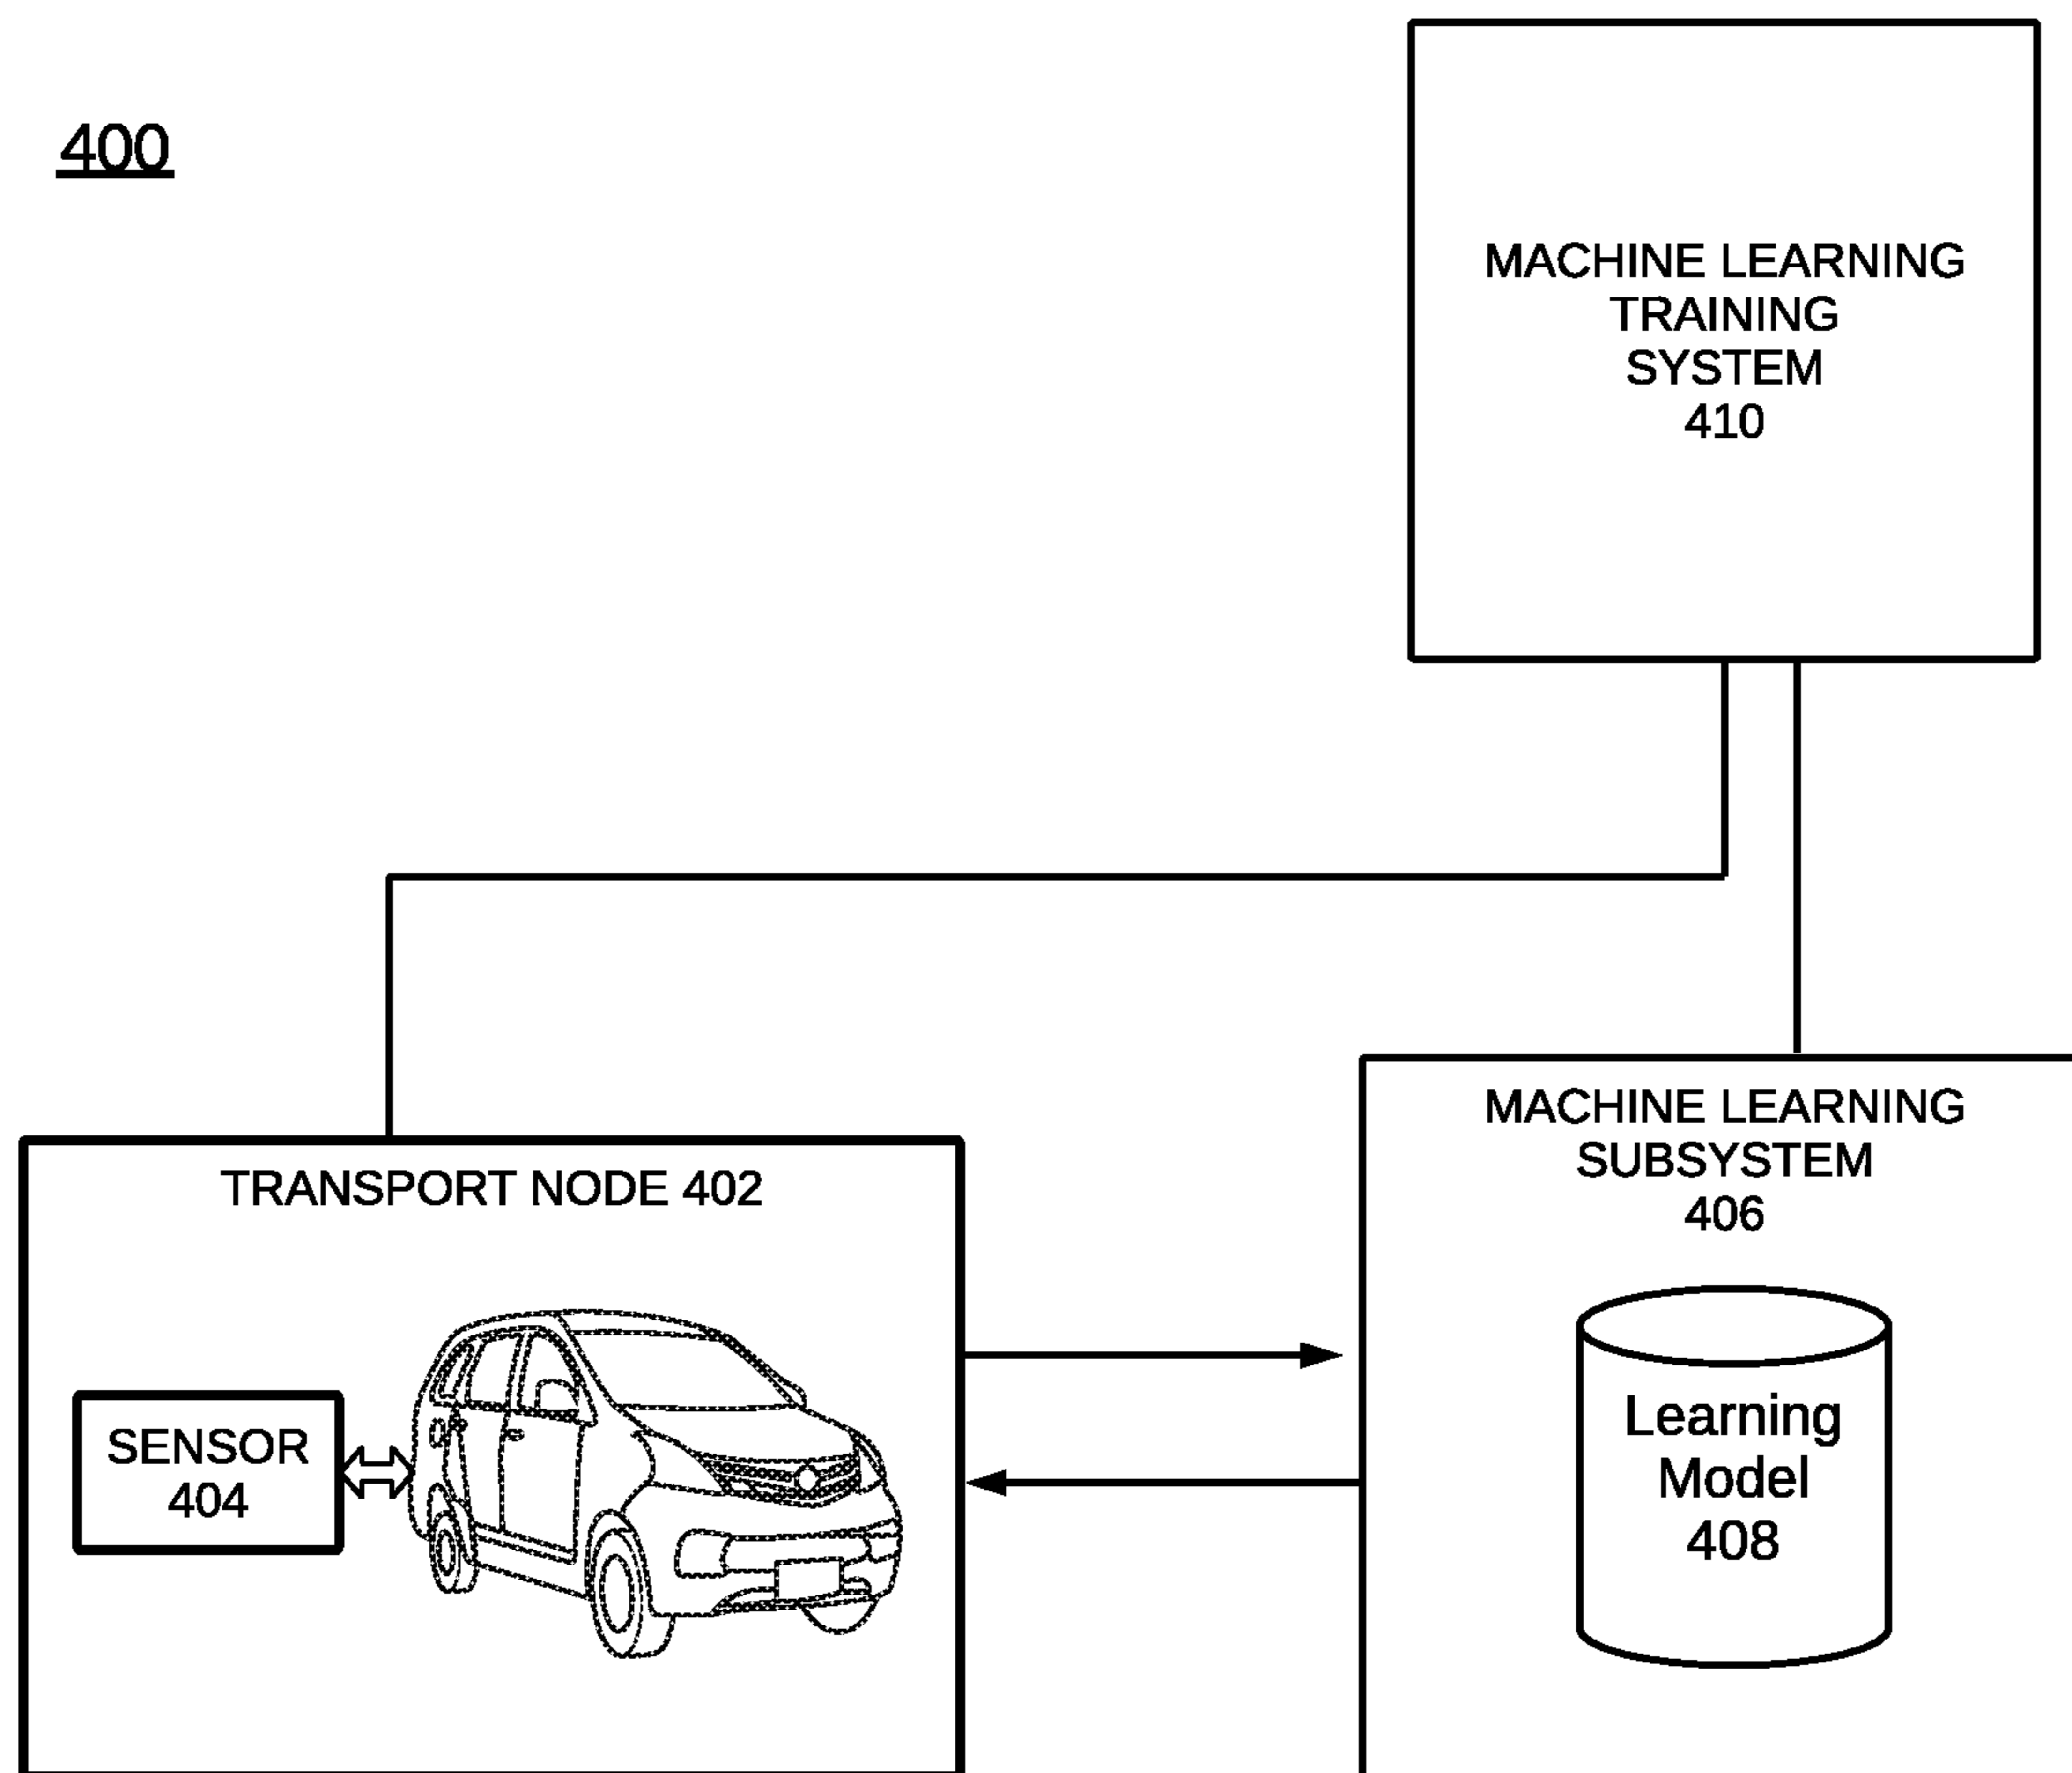 400
MACHINE LEARNING
TRAINING
SYSTEM
410
TRANSPORT NODE 402
SENSOR
404
MACHINE LEARNING
SUBSYSTEM
406
Learning
Model
408